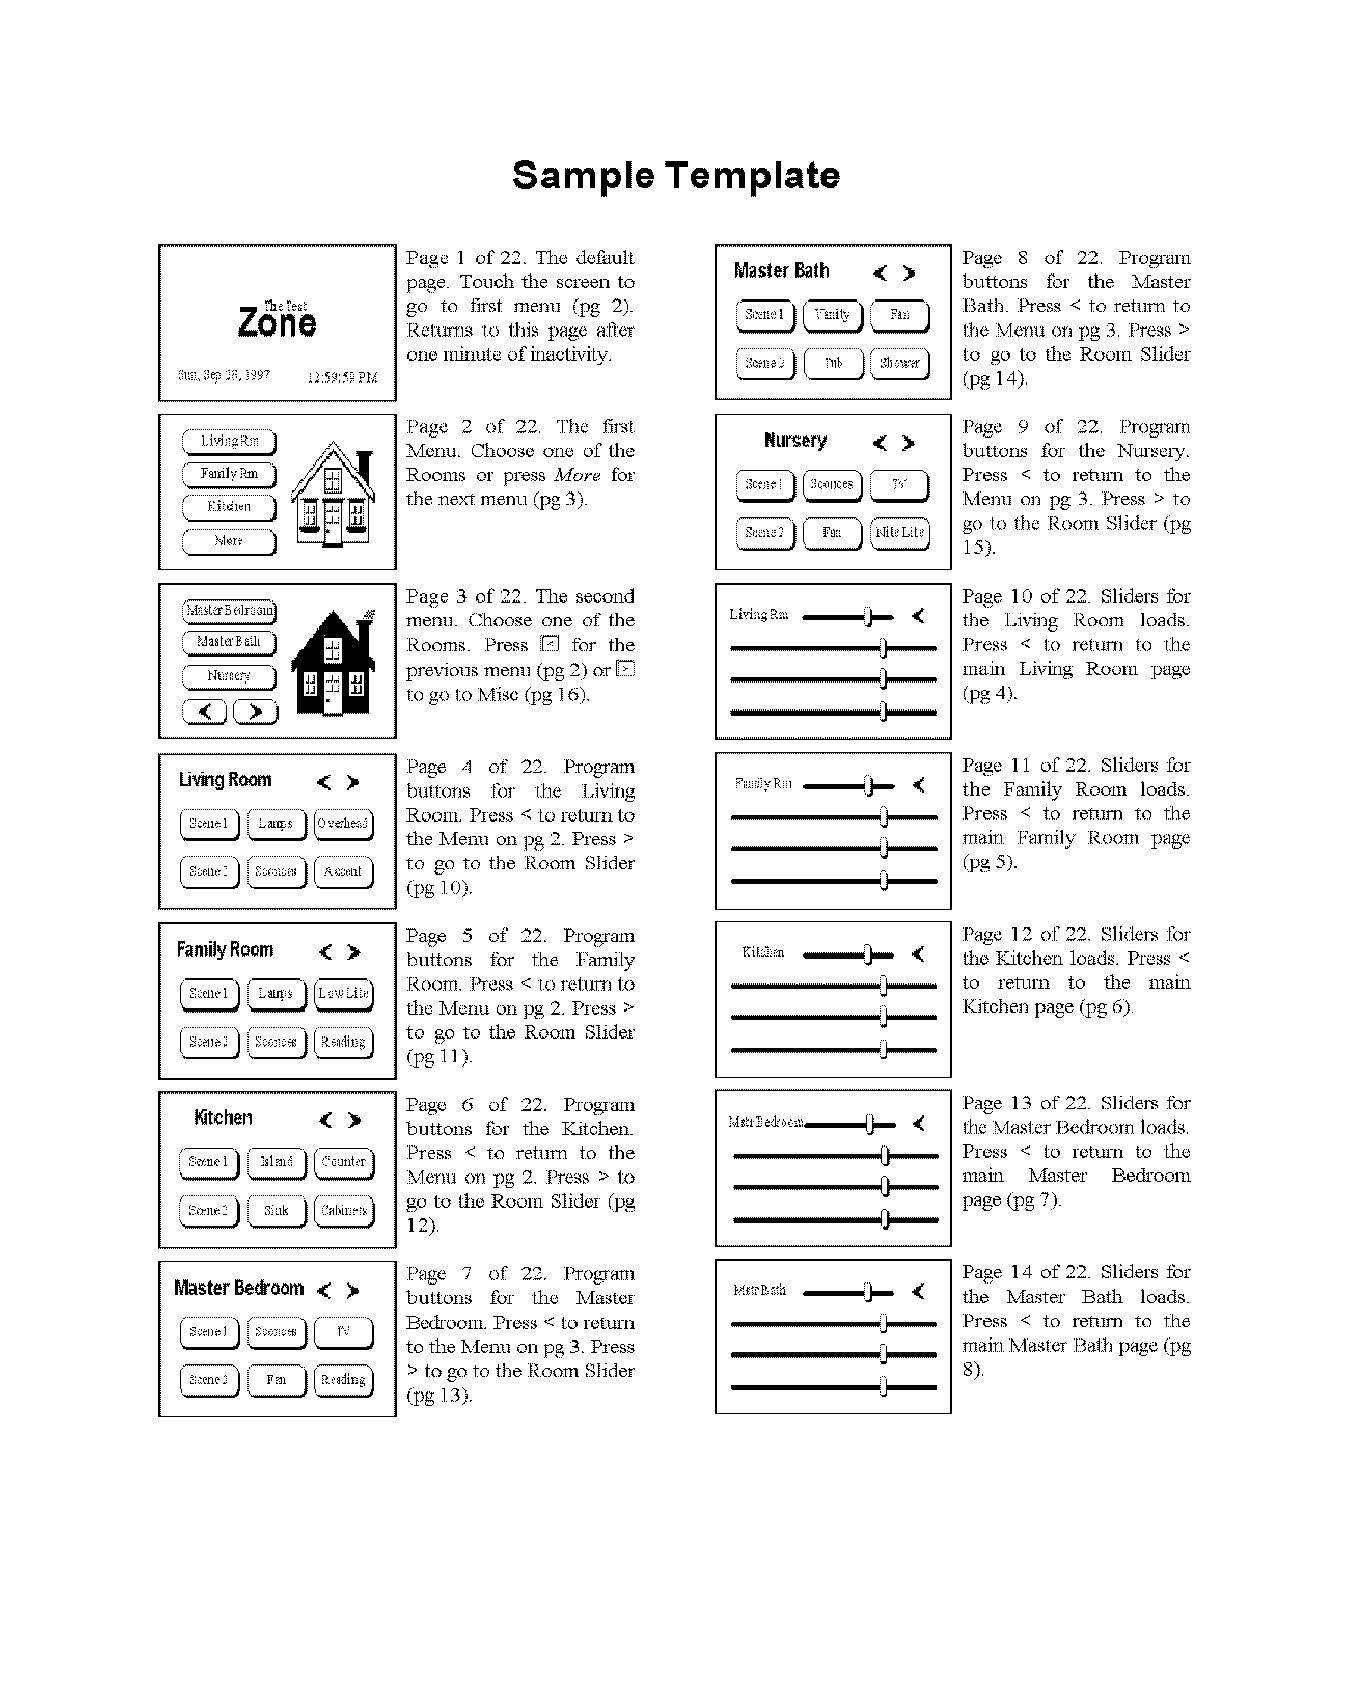 Sample Template
The Test
Zone
12:59:59 PM
Page 1 of 22. The default
page. Touch the screen to
go to first menu (pg 2).
Returns to this page after
one minute of inactivity.
Living Rm
Family Rm
Kitchen
More
Page 2 of 22. The first
Menu. Choose one of the
Rooms or press More for
the next menu (pg 3).
Master Bedroom
Master Bath
Nursery
< >
Page 3 of 22. The second
menu. Choose one of the
Rooms. Press < for the
previous menu (pg 2) or >
to go to Misc (pg 16).
Living Room < >
Scene 1 Lamps Overhead
Scene 2 Sconces Accent
Page 4 of 22. Program
buttons for the Living
Room. Press < to return to
the Menu on pg 2. Press >
to go to the Room Slider
(pg 10).
Family Room < >
Scene 1 Lamps Low Lite
Scene 2 Sconces Reading
Page 5 of 22. Program
buttons for the Family
Room. Press < to return to
the Menu on pg 2. Press >
to go to the Room Slider
(pg 11).
Kitchen < >
Scene 1 Island Counter
Scene 2 Sink Cabinets
Page 6 of 22. Program
buttons for the Kitchen.
Press < to return to the
Menu on pg 2. Press > to
go to the Room Slider (pg
12).
Master Bedroom < >
Scene 1 Sconces TV
Scene 2 Fan Reading
Page 7 of 22. Program
buttons for the Master
Bedroom. Press < to return
to the Menu on pg 3. Press
> to go to the Room Slider
(pg 13).
Master Bath < >
Scene 1 Vanity Fan
Scene 2 Tub Shower
Page 8 of 22. Program
buttons for the Master
Bath. Press < to return to
the Menu on pg 3. Press >
to go to the Room Slider
(pg 14).
Nursery < >
Scene 1 Sconces TV
Scene 2 Fan Nite Lite
Page 9 of 22. Program
buttons for the Nursery.
Press < to return to the
Menu on pg 3. Press > to
go to the Room Slider (pg
15).
Living Rm <
Page 10 of 22. Sliders for
the Living Room loads.
Press < to return to the
main Living Room page
(pg 4).
Family Rm <
Page 11 of 22. Sliders for
the Family Room loads.
Press < to return to the
main Family Room page
(pg 5).
Kitchen <
Page 12 of 22. Sliders for
the Kitchen loads. Press <
to return to the main
Kitchen page (pg 6).
Mstr Bedroom <
Page 13 of 22. Sliders for
the Master Bedroom loads.
Press < to return to the
main Master Bedroom
page (pg 7).
Mstr Bath <
Page 14 of 22. Sliders for
the Master Bath loads.
Press < to return to the
main Master Bath page (pg
8).